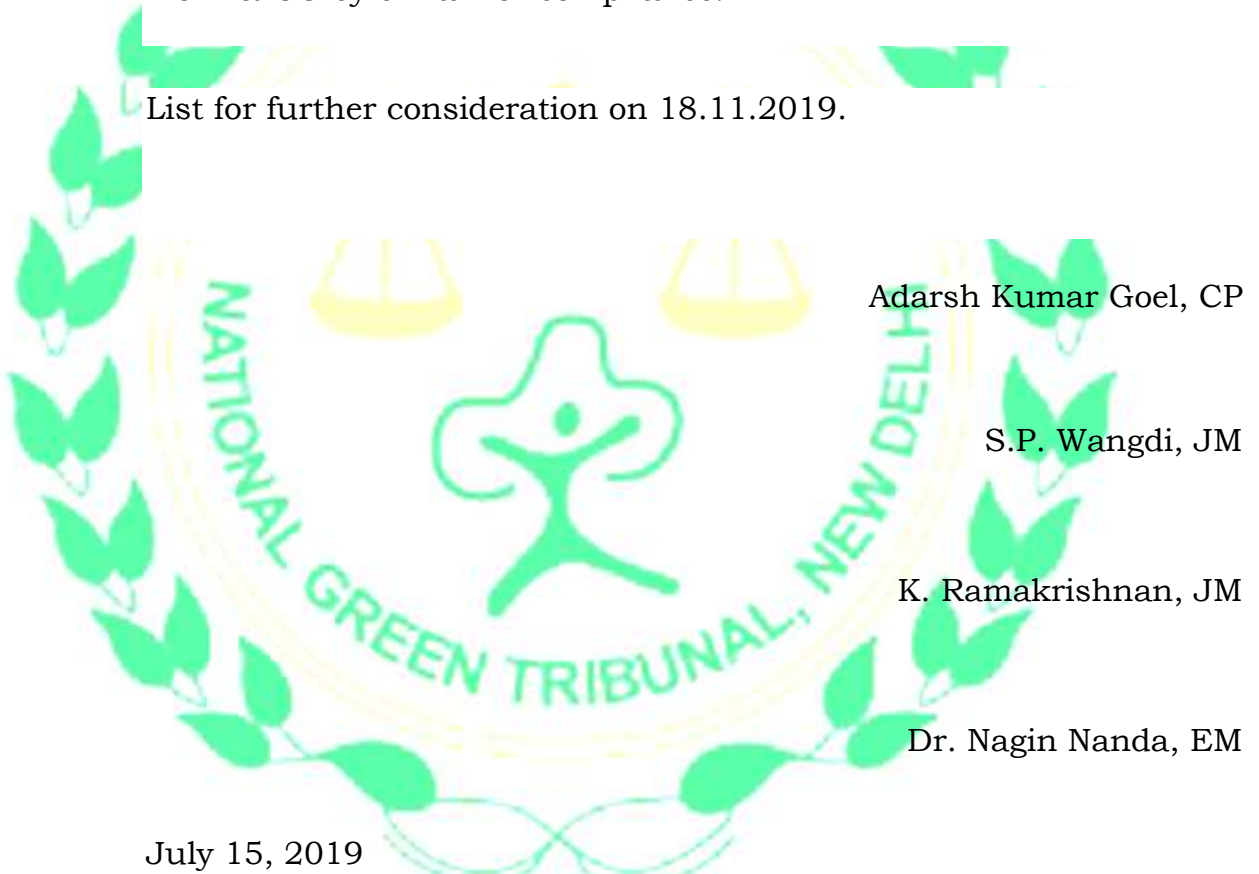 List for further consideration on 18.11.2019.
Adarsh Kumar Goel, CP
S.P. Wangdi, JM
K. Ramakrishnan, JM
Dr. Nagin Nanda, EM
NATIONAL GREEN TRIBUNAL, NEW DELHI
July 15, 2019